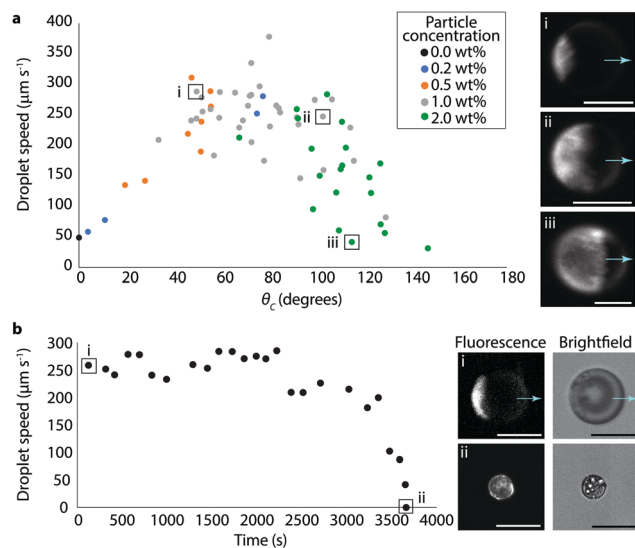 a
400
350
300
250
200
150
100
50
0
Droplet speed (μm s⁻¹)
0 20 40 60 80 100 120 140 160 180
θC (degrees)
Particle
concentration
0.0 wt%
0.2 wt%
0.5 wt%
1.0 wt%
2.0 wt%
i
ii
iii
i
ii
iii
b
300
250
200
150
100
50
0
Droplet speed (μm s⁻¹)
0 500 1000 1500 2000 2500 3000 3500 4000
Time (s)
i
ii
Fluorescence Brightfield
i
ii